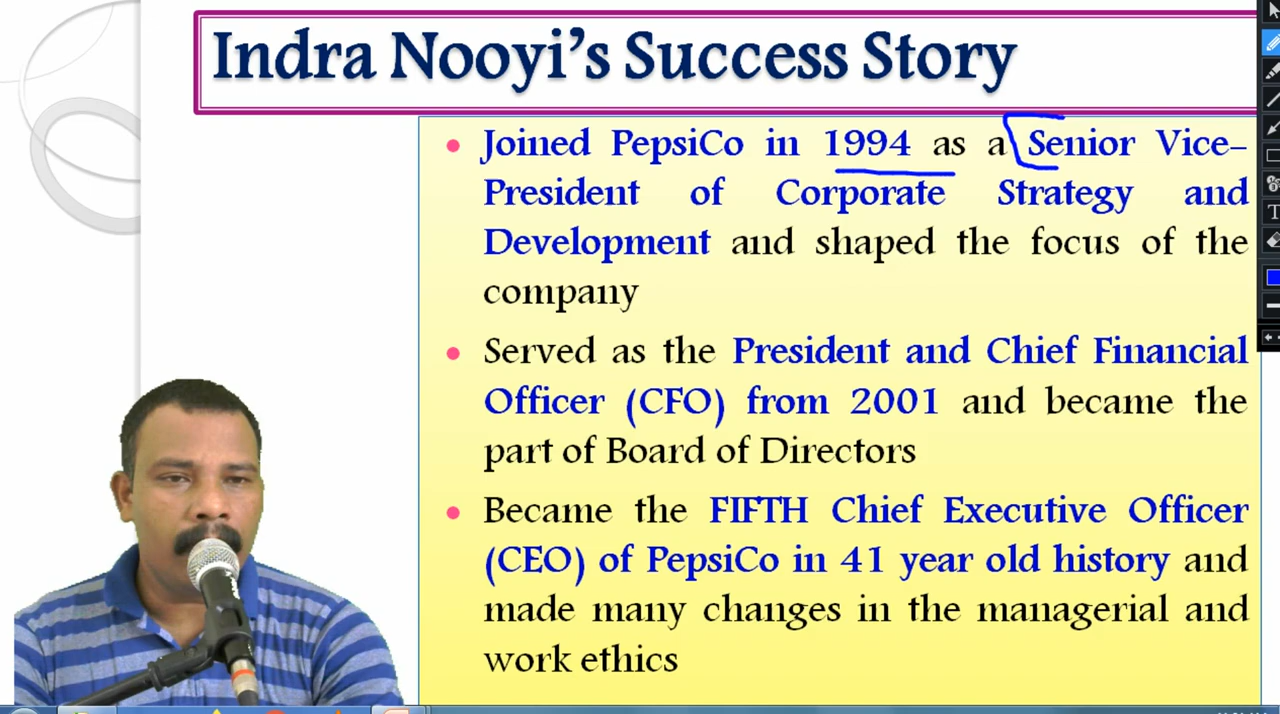 Indra Nooyi's Success Story
• Joined PepsiCo in 1994 as a Senior Vice–
President of Corporate Strategy and
Development and shaped the focus of the
company
• Served as the President and Chief Financial
Officer (CFO) from 2001 and became the
part of Board of Directors
• Became the FIFTH Chief Executive Officer
(CEO) of PepsiCo in 41 year old history and
made many changes in the managerial and
work ethics